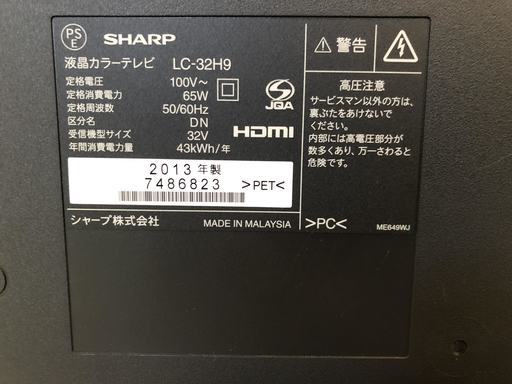 PS
E
SHARP
液晶カラーテレビ LC-32H9
定格電圧 100V～
定格消費電力 65W
定格周波数 50/60Hz
区分名 DN
受信機型サイズ 32V
年間消費電力量 43kWh/年
S
JQA
HDMI
2013 年製
7486823
>PET<
シャープ株式会社
MADE IN MALAYSIA
警告
高圧注意
サービスマン以外の方は、
裏ぶたをあけないで
ください。
内部には高電圧部分が
数多くあり、万一さわると
危険です。
>PC<
ME649WJ